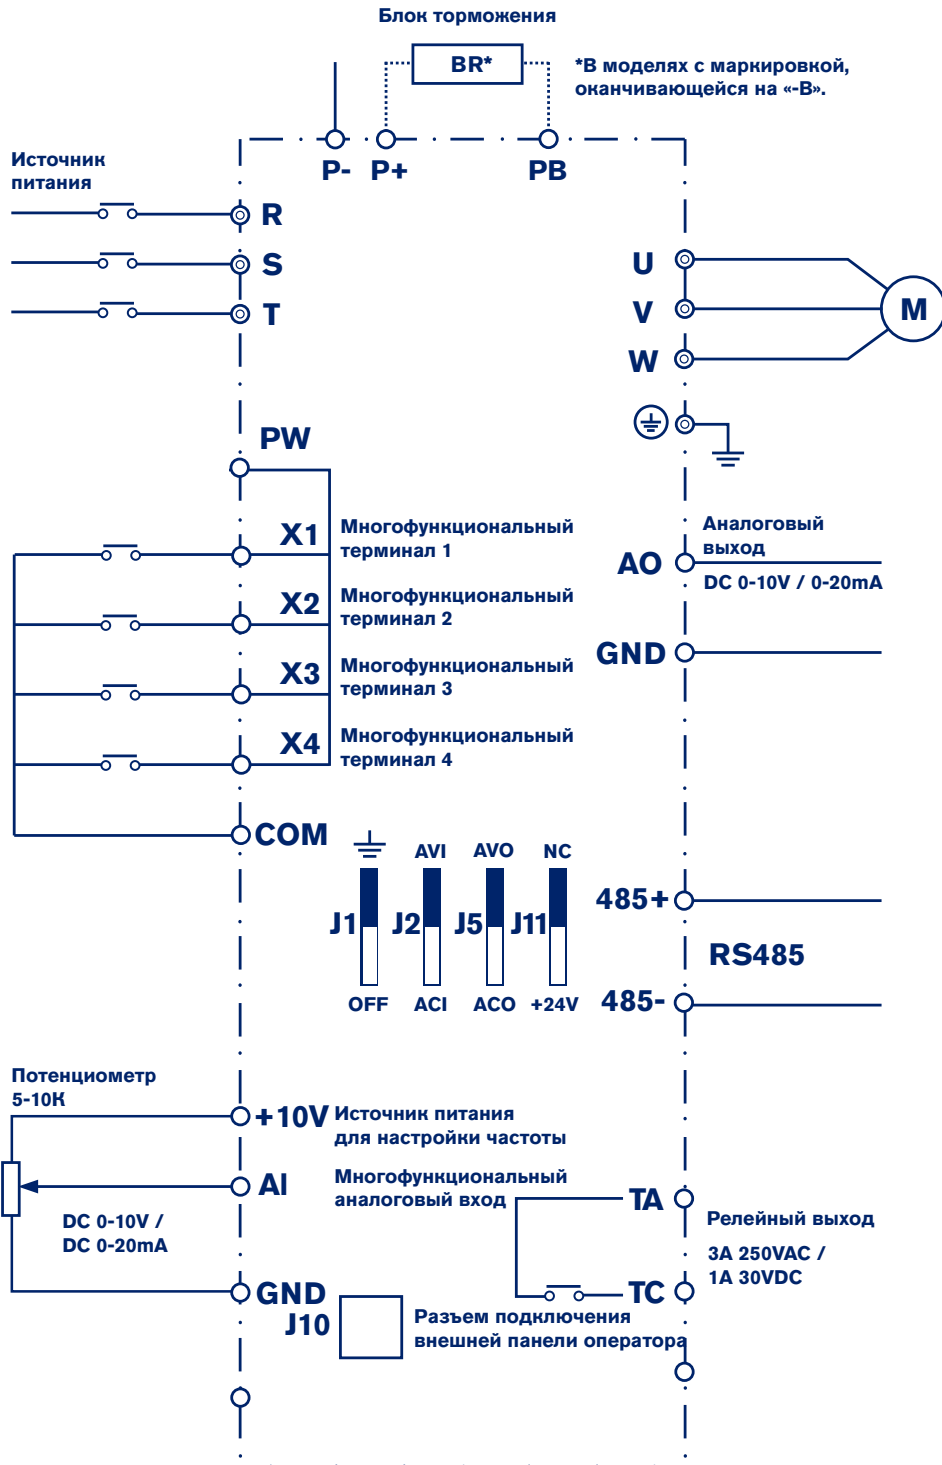 Блок торможения
BR*
*В моделях с маркировкой,
оканчивающейся на «-B».
P- P+ PB
Источник
питания
R
S
T
U
V
W
M
PW
X1 Многофункциональный
терминал 1
X2 Многофункциональный
терминал 2
X3 Многофункциональный
терминал 3
X4 Многофункциональный
терминал 4
COM
Аналоговый
выход
AO
DC 0-10V / 0-20mA
GND
AVI AVO NC
J1 J2 J5 J11
OFF ACI ACO +24V
485+
RS485
485-
Потенциометр
5-10К
+10V Источник питания
для настройки частоты
AI Многофункциональный
аналоговый вход
DC 0-10V /
DC 0-20mA
GND
TA
Релейный выход
3A 250VAC /
1A 30VDC
TC
J10 Разъем подключения
внешней панели оператора